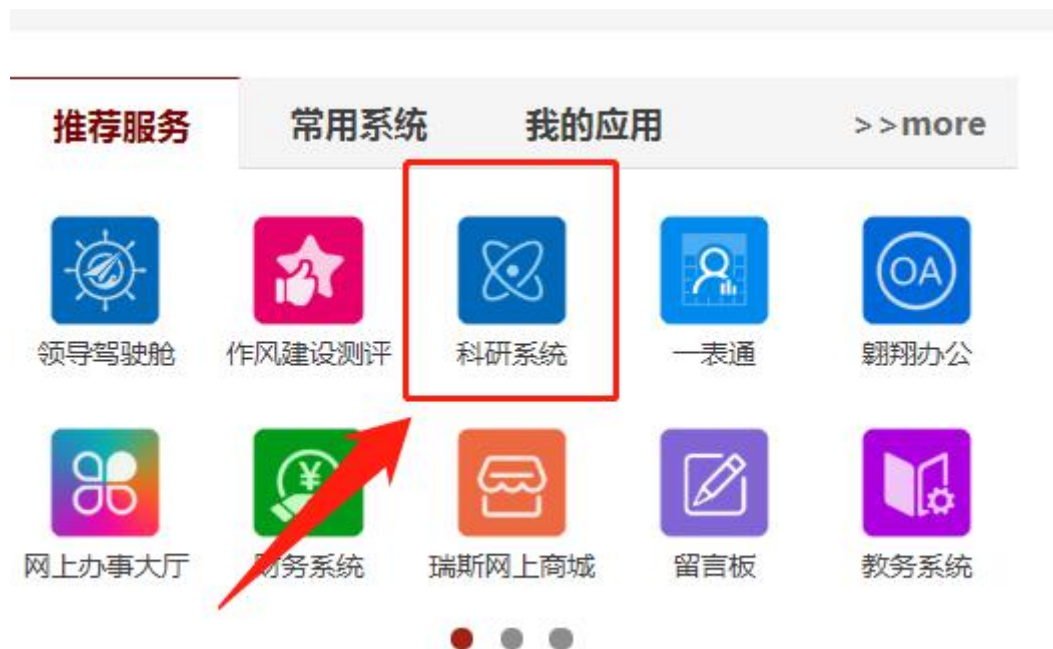 推荐服务 常用系统 我的应用 >>more
OA
领导驾驶舱 作风建设测评 科研系统 一表通 翱翔办公
¥
网上办事大厅 财务系统 瑞斯网上商城 留言板 教务系统